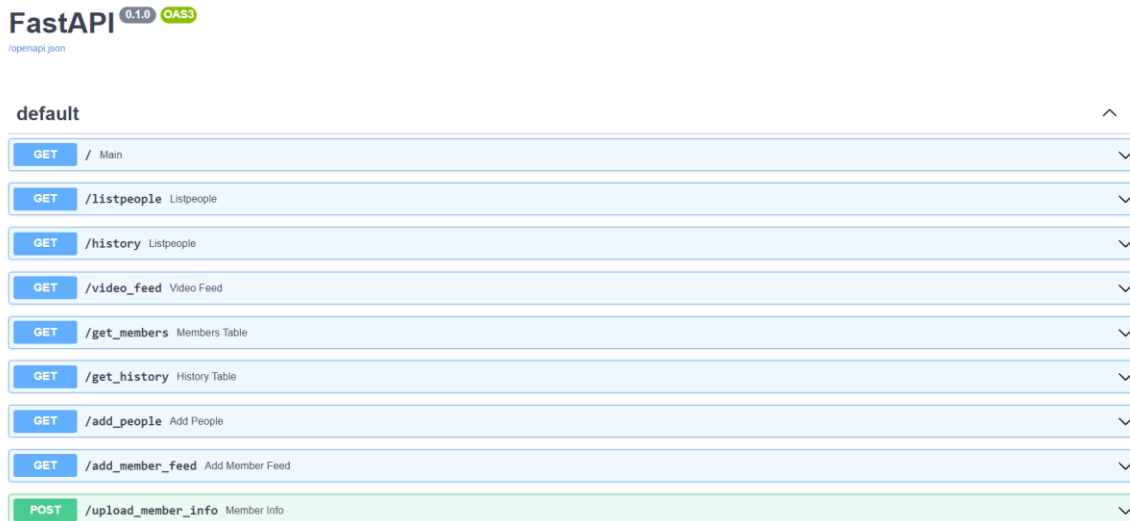 FastAPI 0.1.0 OAS3
/openapi.json
default
GET / Main
GET /listpeople Listpeople
GET /history Listpeople
GET /video_feed Video Feed
GET /get_members Members Table
GET /get_history History Table
GET /add_people Add People
GET /add_member_feed Add Member Feed
POST /upload_member_info Member Info